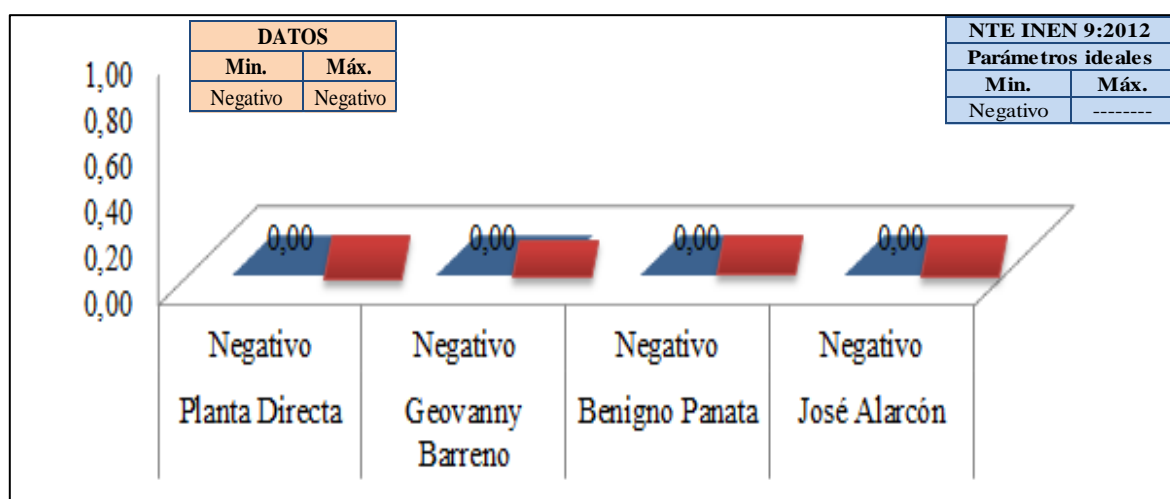 DATOS
Min. Máx.
Negativo Negativo
NTE INEN 9:2012
Parámetros ideales
Min. Máx.
Negativo --------
1,00
0,80
0,60
0,40
0,20
0,00
0,00 0,00 0,00 0,00
Negativo Negativo Negativo Negativo
Planta Directa Geovanny Benigno Panata José Alarcón
Barreno